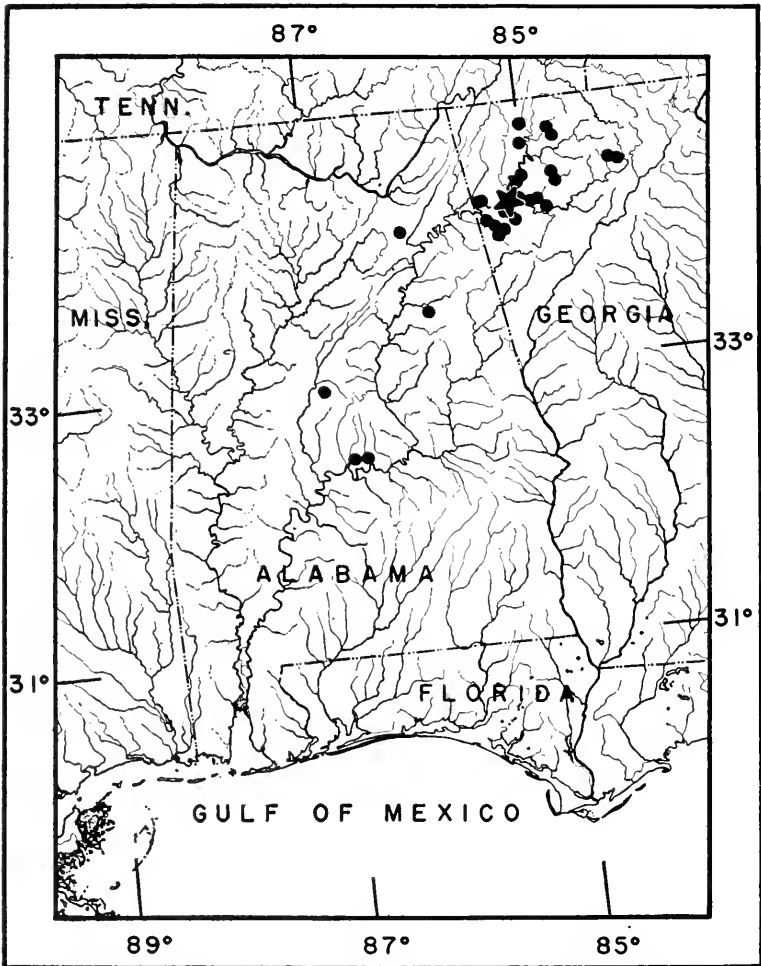 87° 85°
TENN.
MISS.
GEORGIA
33°
33°
ALABAMA
31°
31°
FLORIDA
GULF OF MEXICO
89° 87° 85°